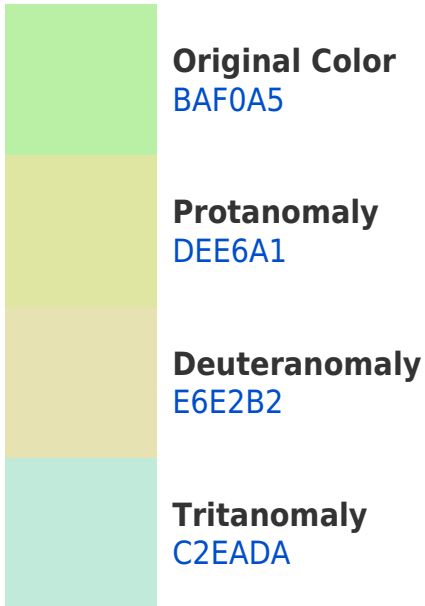 Original Color
BAF0A5
Protanomaly
DEE6A1
Deuteranomaly
E6E2B2
Tritanomaly
C2EADA